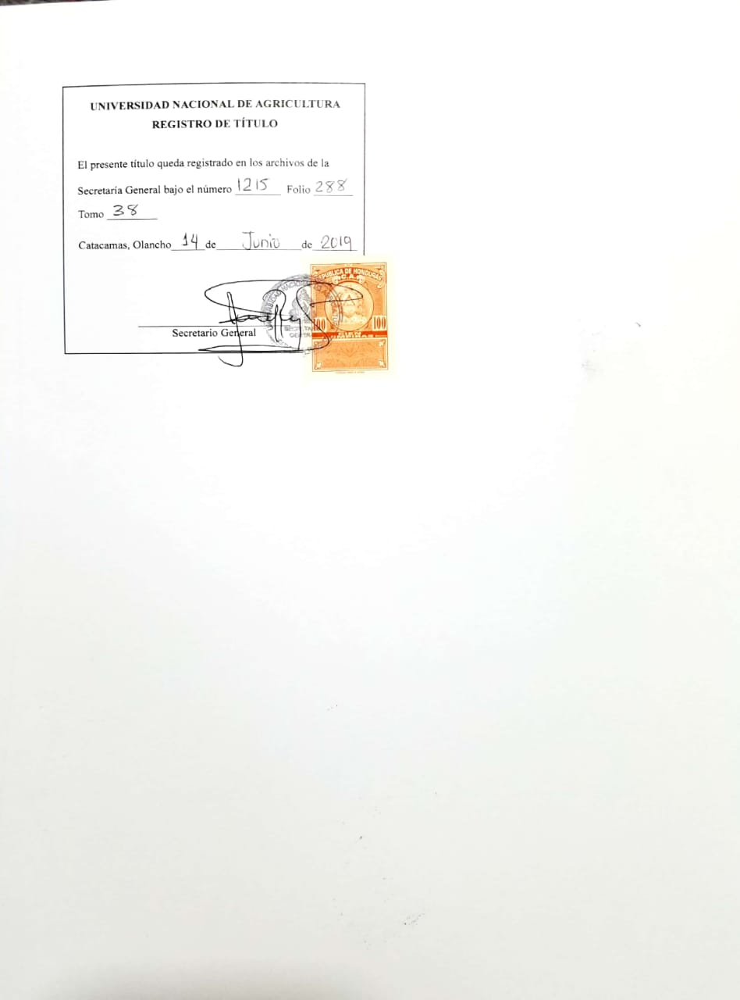 UNIVERSIDAD NACIONAL DE AGRICULTURA
REGISTRO DE TÍTULO
El presente título queda registrado en los archivos de la
Secretaría General bajo el número 1215 Folio 288
Tomo 38
Catacamas, Olancho 14 de Junio de 2019
REPUBLICA DE HONDURAS
C. A.
100 100
CIEN
LEMPIRAS
Secretario General